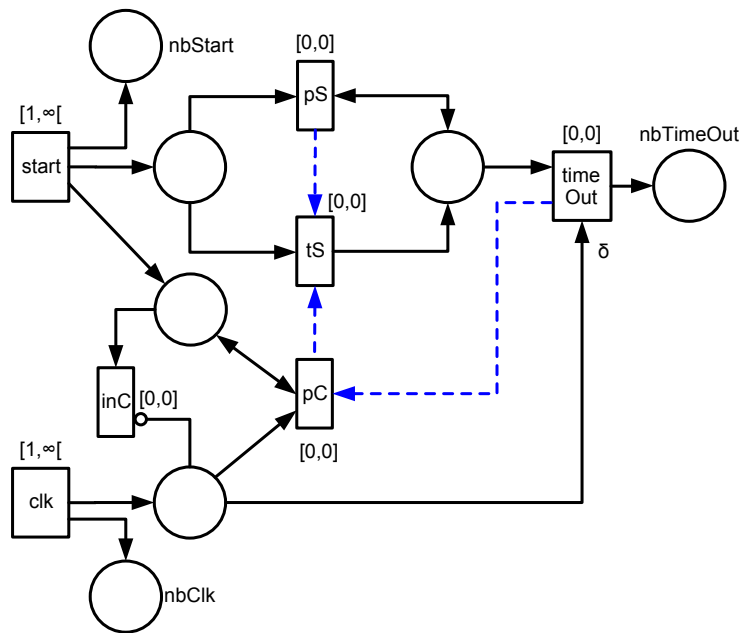 nbStart
[0,0]
pS
[1,∞[
start
[0,0]
nbTimeOut
time
Out
[0,0]
tS
δ
inC
[0,0]
pC
[0,0]
[1,∞[
clk
nbClk